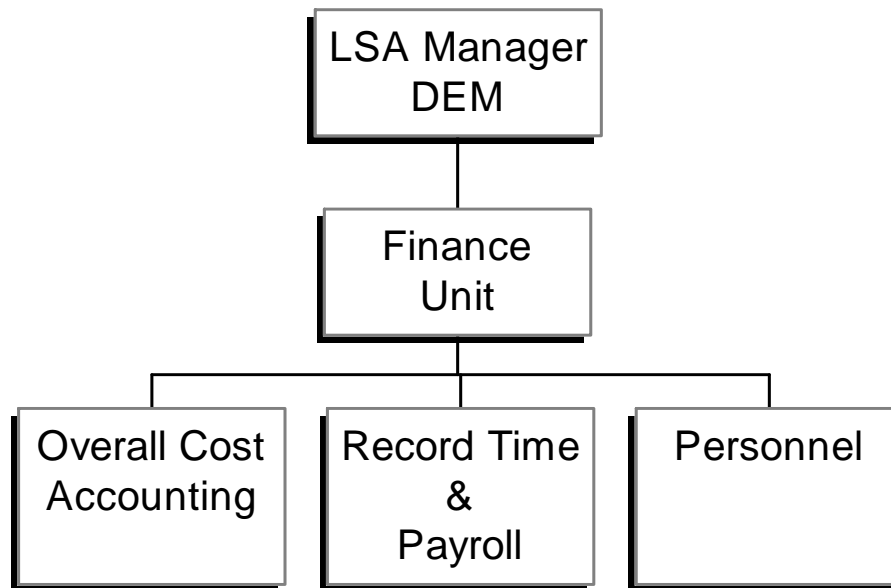 LSA Manager
DEM
Finance
Unit
Overall Cost
Accounting
Record Time
&
Payroll
Personnel